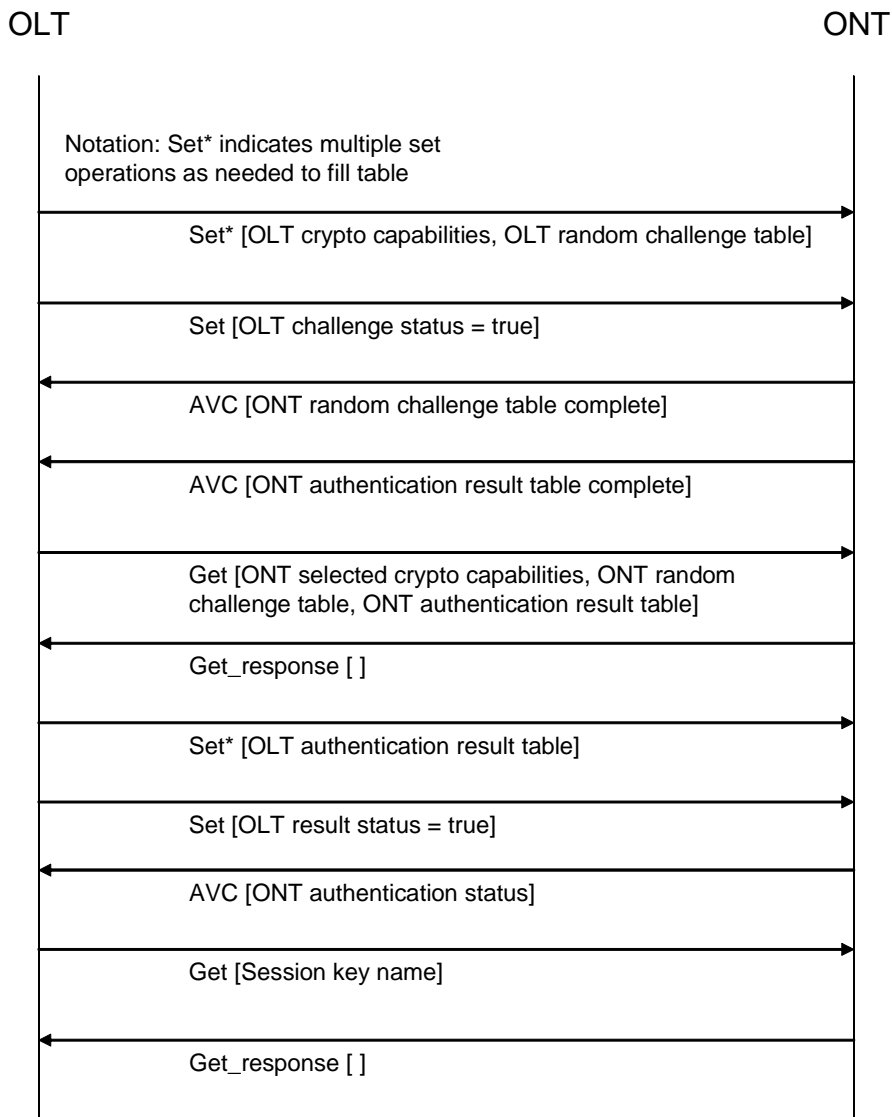 OLT
ONT
Notation: Set* indicates multiple set
operations as needed to fill table
Set* [OLT crypto capabilities, OLT random challenge table]
Set [OLT challenge status = true]
AVC [ONT random challenge table complete]
AVC [ONT authentication result table complete]
Get [ONT selected crypto capabilities, ONT random
challenge table, ONT authentication result table]
Get_response [ ]
Set* [OLT authentication result table]
Set [OLT result status = true]
AVC [ONT authentication status]
Get [Session key name]
Get_response [ ]